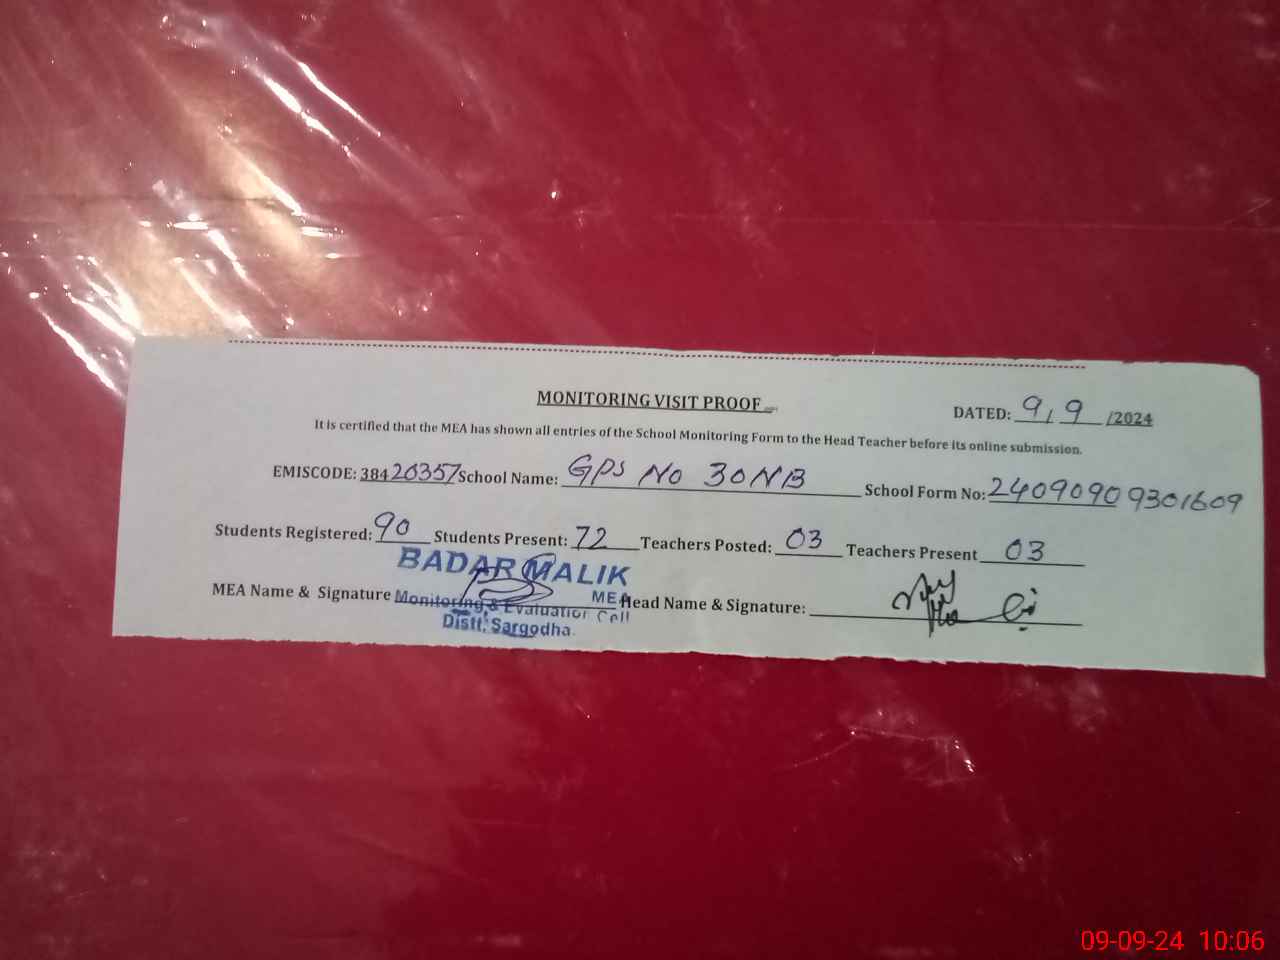 MONITORING VISIT PROOF
DATED: 9, 9 /2024
It is certified that the MEA has shown all entries of the School Monitoring Form to the Head Teacher before its online submission.
EMISCODE: 38420357 School Name: GPS No 30NB School Form No: 24090909301609
Students Registered: 90 Students Present: 72 Teachers Posted: 03 Teachers Present 03
BADAR MALIK
MEA Name & Signature MEA Head Name & Signature:
Monitoring & Evaluation Cell
Distt: Sargodha.
09-09-24 10:06